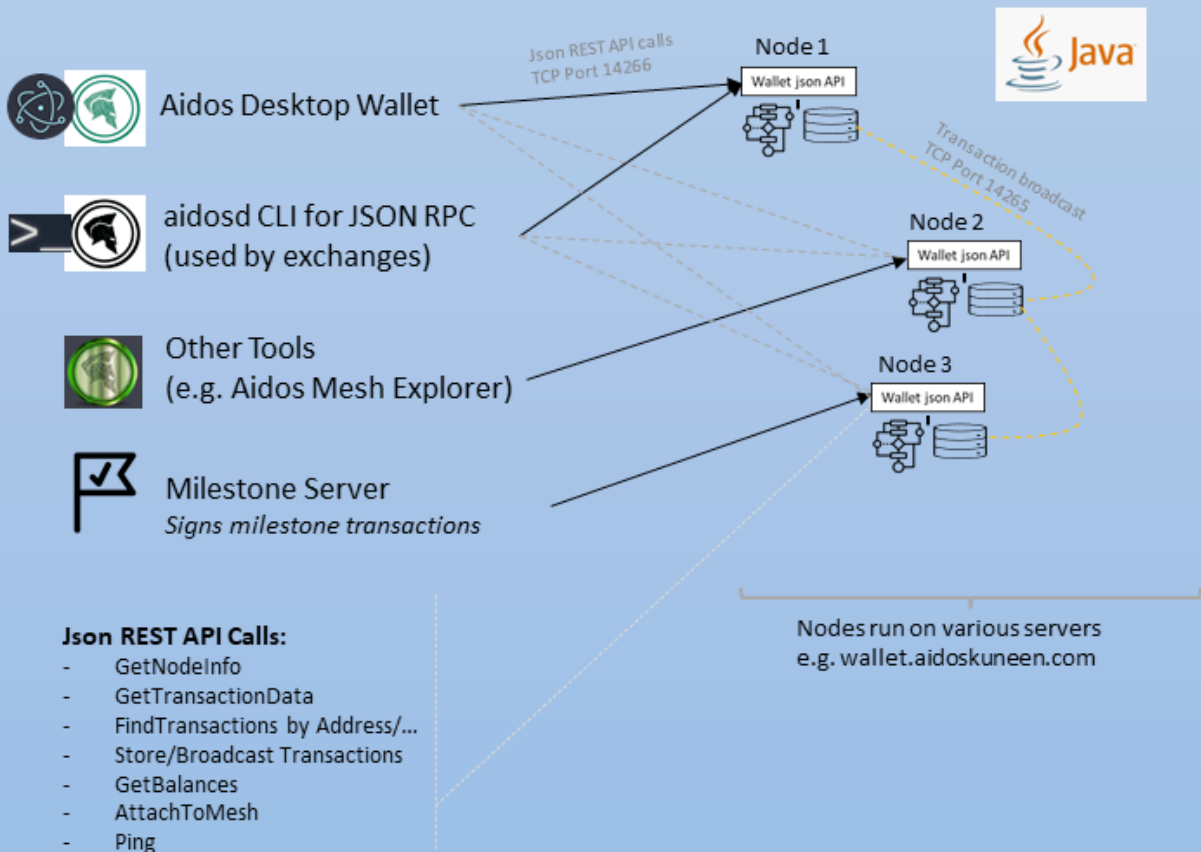 Json REST API calls
TCP Port 14266
Node 1
Wallet json API
Java
Aidos Desktop Wallet
Transaction broadcast
TCP Port 14265
>_
aidosd CLI for JSON RPC
(used by exchanges)
Node 2
Wallet json API
Other Tools
(e.g. Aidos Mesh Explorer)
Node 3
Wallet json API
Milestone Server
Signs milestone transactions
Json REST API Calls:
- GetNodeInfo
- GetTransactionData
- FindTransactions by Address/...
- Store/Broadcast Transactions
- GetBalances
- AttachToMesh
- Ping
Nodes run on various servers
e.g. wallet.aidoskuneen.com